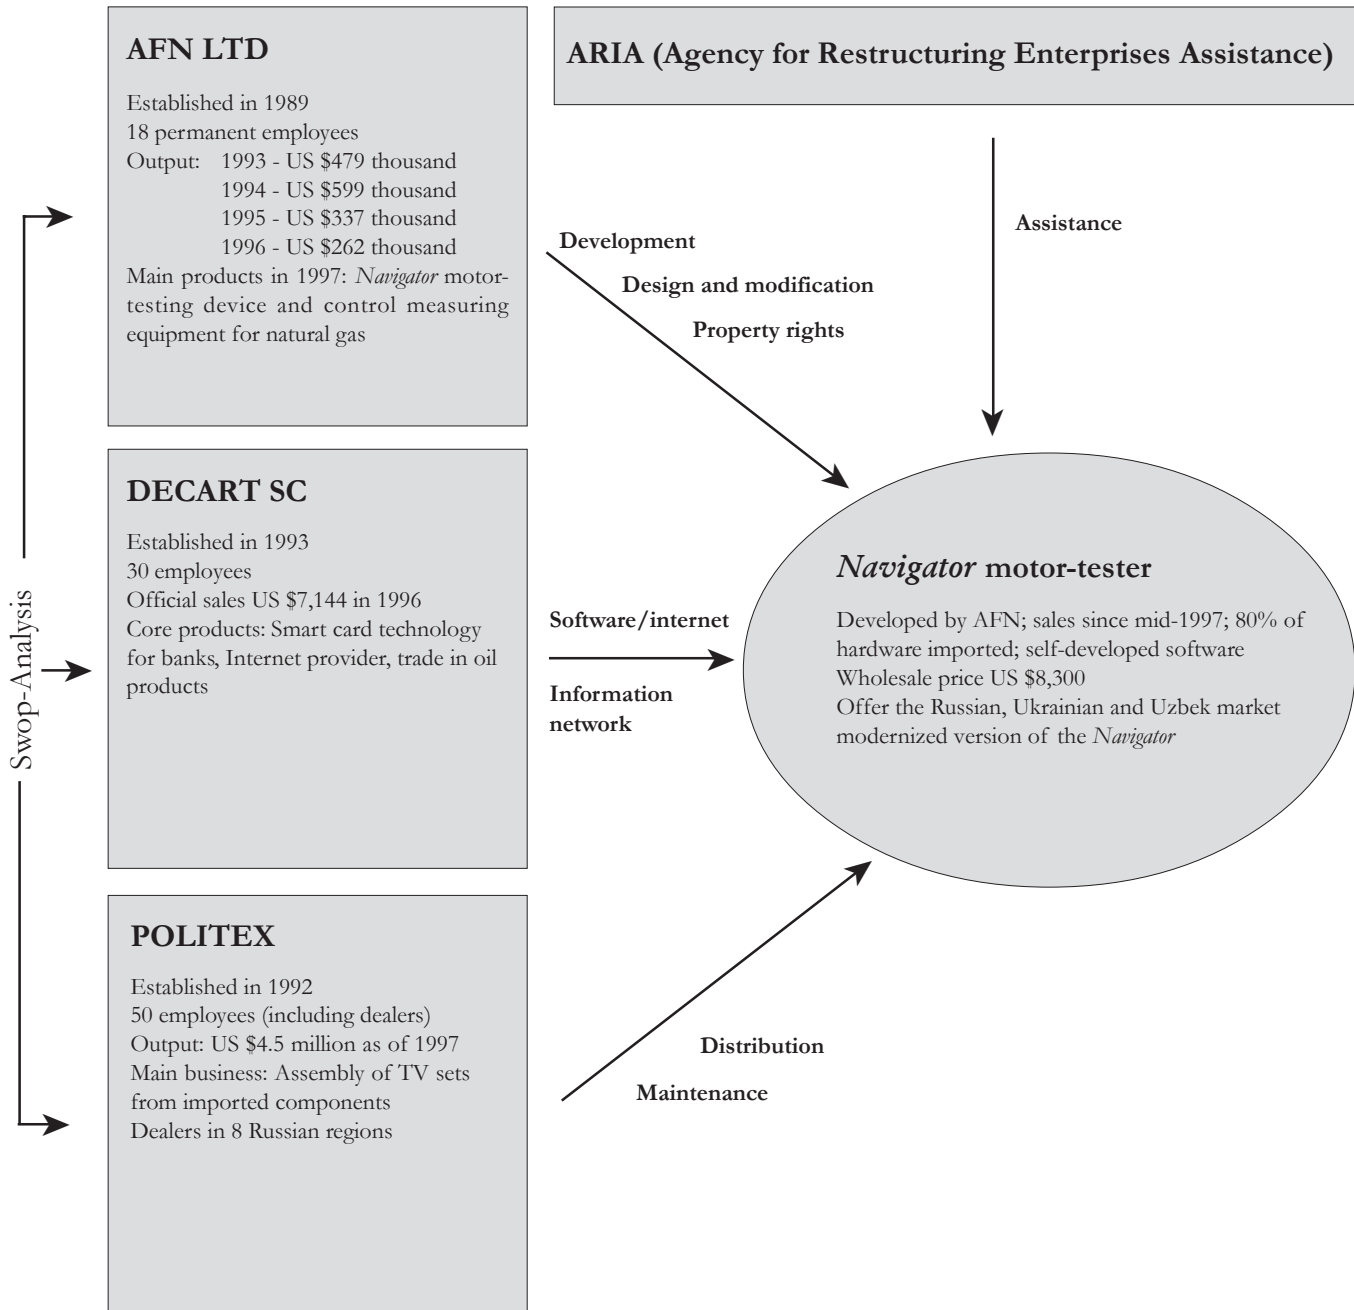 Swop-Analysis
AFN LTD
Established in 1989
18 permanent employees
Output: 1993 - US $479 thousand
1994 - US $599 thousand
1995 - US $337 thousand
1996 - US $262 thousand
Main products in 1997: Navigator motor-
testing device and control measuring
equipment for natural gas
ARIA (Agency for Restructuring Enterprises Assistance)
Assistance
Development
Design and modification
Property rights
DECART SC
Established in 1993
30 employees
Official sales US $7,144 in 1996
Core products: Smart card technology
for banks, Internet provider, trade in oil
products
Software/internet
Information
network
Navigator motor-tester
Developed by AFN; sales since mid-1997; 80% of
hardware imported; self-developed software
Wholesale price US $8,300
Offer the Russian, Ukrainian and Uzbek market
modernized version of the Navigator
POLITEX
Established in 1992
50 employees (including dealers)
Output: US $4.5 million as of 1997
Main business: Assembly of TV sets
from imported components
Dealers in 8 Russian regions
Distribution
Maintenance